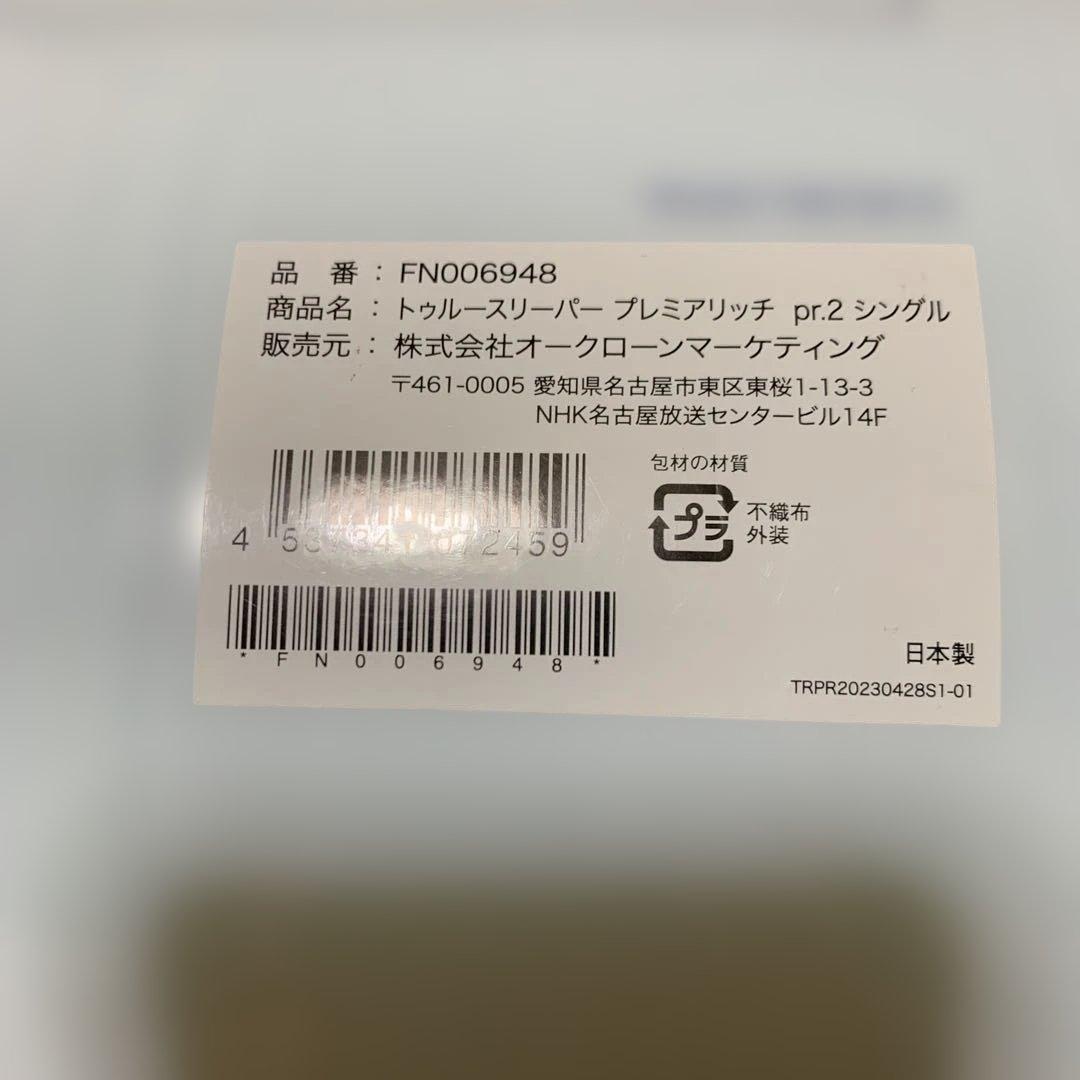 品 番 : FN006948
商品名 : トゥルースリーパー プレミアリッチ pr.2 シングル
販売元 : 株式会社オークローンマーケティング
〒461-0005 愛知県名古屋市東区東桜1-13-3
NHK名古屋放送センタービル14F
包材の材質
プラ
不織布
外装
*FN006948*
日本製
TRPR20230428S1-01